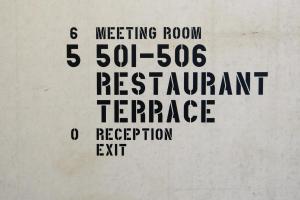 6 MEETING ROOM
5 501-506
RESTAURANT
TERRACE
0 RECEPTION
EXIT